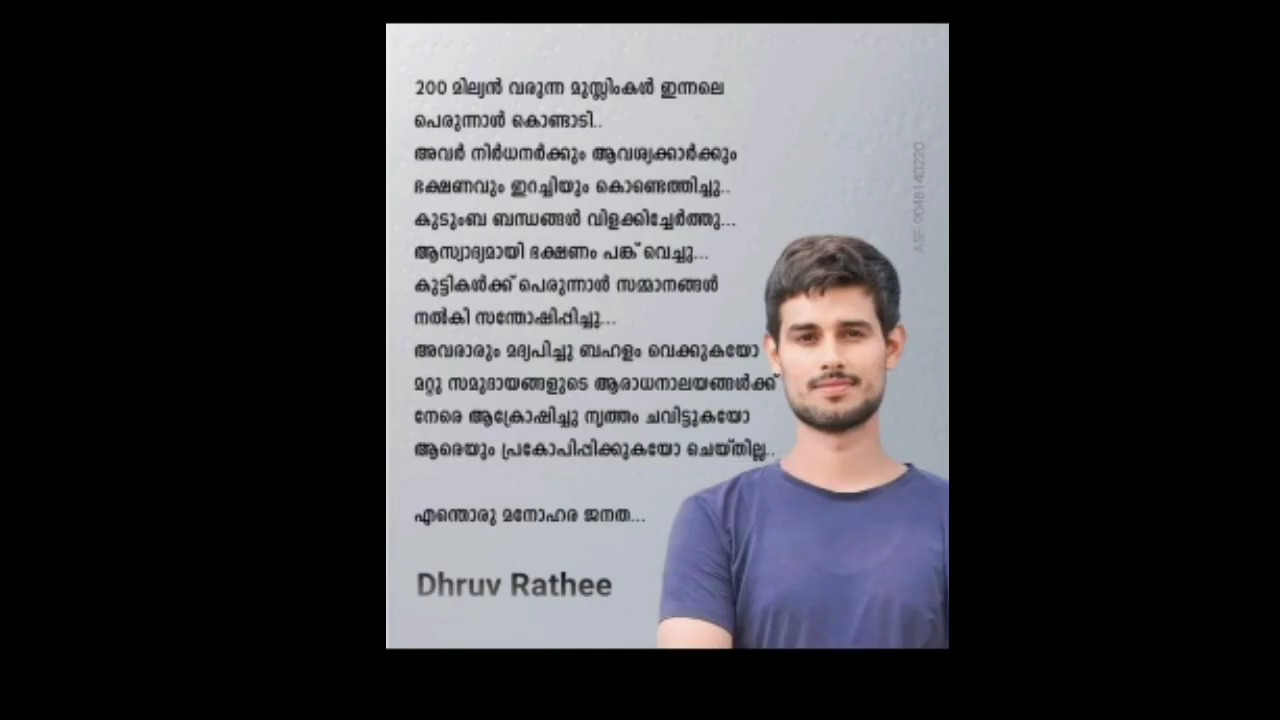 200 മില്യൻ വരുന്ന മുസ്ലിംകൾ ഇന്നലെ
പെരുന്നാൾ കൊണ്ടാടി..
അവർ നിർധനർക്കും ആവശ്യക്കാർക്കും
ഭക്ഷണവും ഇറച്ചിയും കൊണ്ടെത്തിച്ചു..
കുടുംബ ബന്ധങ്ങൾ വിളക്കിച്ചേർത്തു...
ആസ്വാദ്യമായി ഭക്ഷണം പങ്ക് വെച്ചു...
കുട്ടികൾക്ക് പെരുന്നാൾ സമ്മാനങ്ങൾ
നൽകി സന്തോഷിപ്പിച്ചു...
അവരാരും മദ്യപിച്ചു ബഹളം വെക്കുകയോ
മറ്റു സമുദായങ്ങളുടെ ആരാധനാലയങ്ങൾക്ക്
നേരെ ആക്രോഷിച്ചു നൃത്തം ചവിട്ടുകയോ
ആരെയും പ്രകോപിപ്പിക്കുകയോ ചെയ്തില്ല..
എന്തൊരു മനോഹര ജനത...
Dhruv Rathee
ASF-9048140220